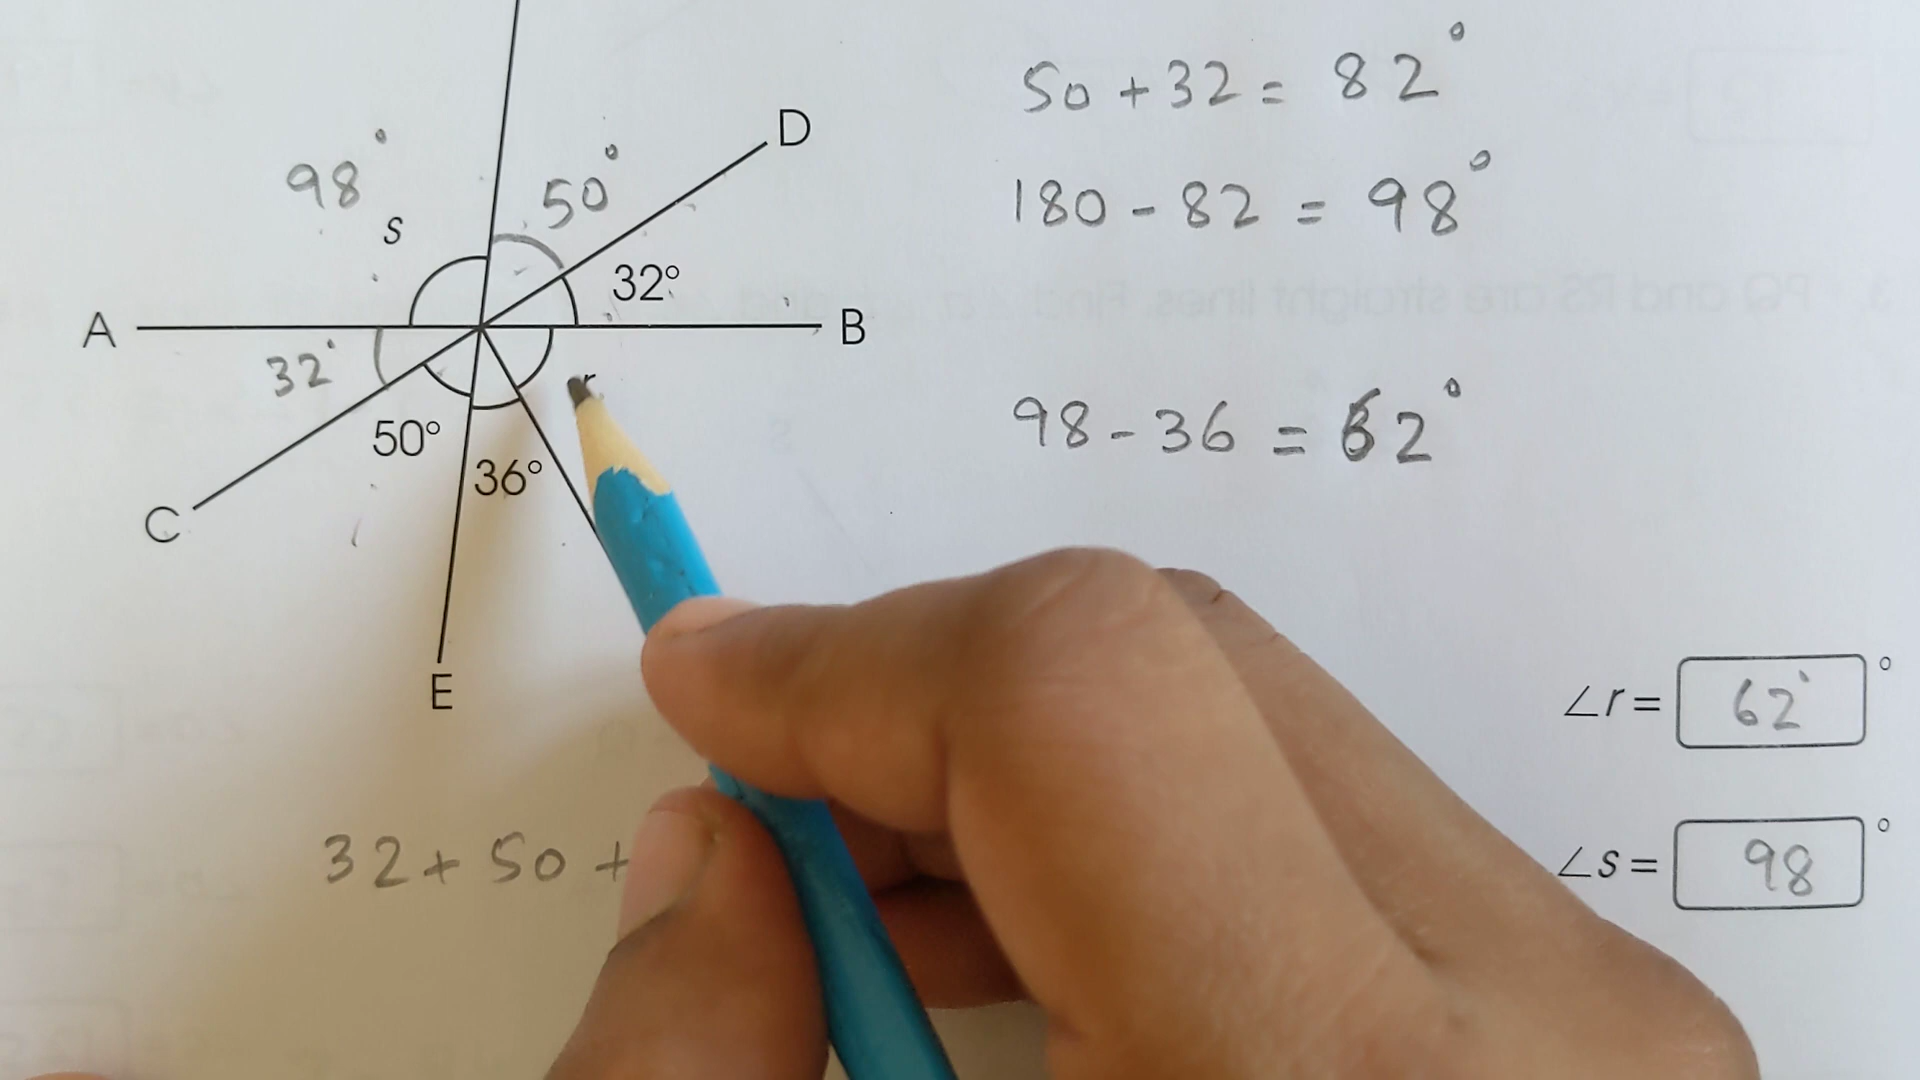 50 + 32 = 82°
D
98°
50°
180 - 82 = 98°
s
32°
A
B
32°
98 - 36 = 62°
50°
36°
C
E
∠r = 62° °
32 + 50 +
∠s = 98 °